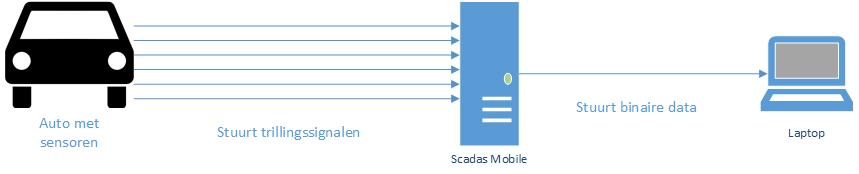 Auto met
sensoren
Stuurt trillingssignalen
Scadas Mobile
Stuurt binaire data
Laptop